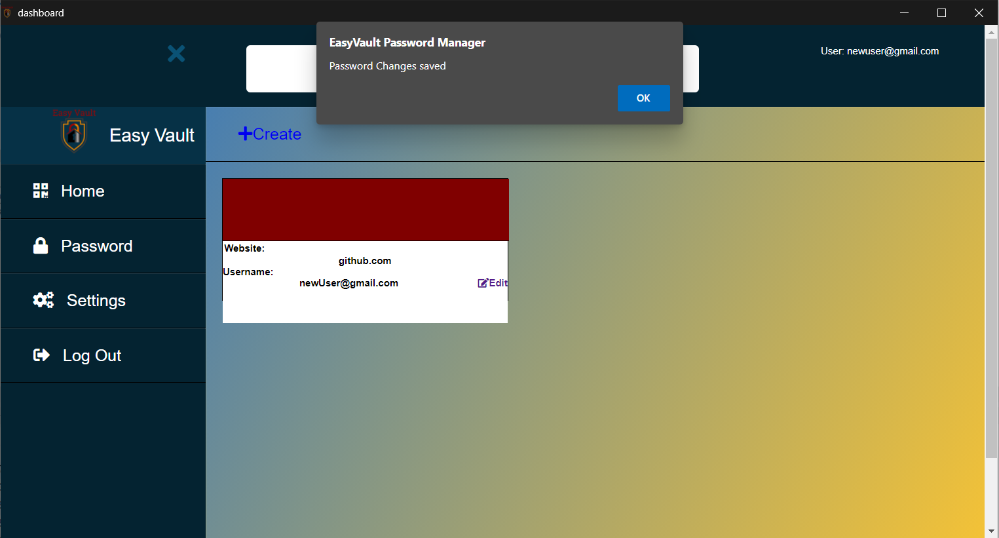 dashboard
EasyVault Password Manager
Password Changes saved
OK
User: newuser@gmail.com
Easy Vault
Easy Vault
Create
Home
Password
Settings
Log Out
Website:
github.com
Username:
newUser@gmail.com
Edit